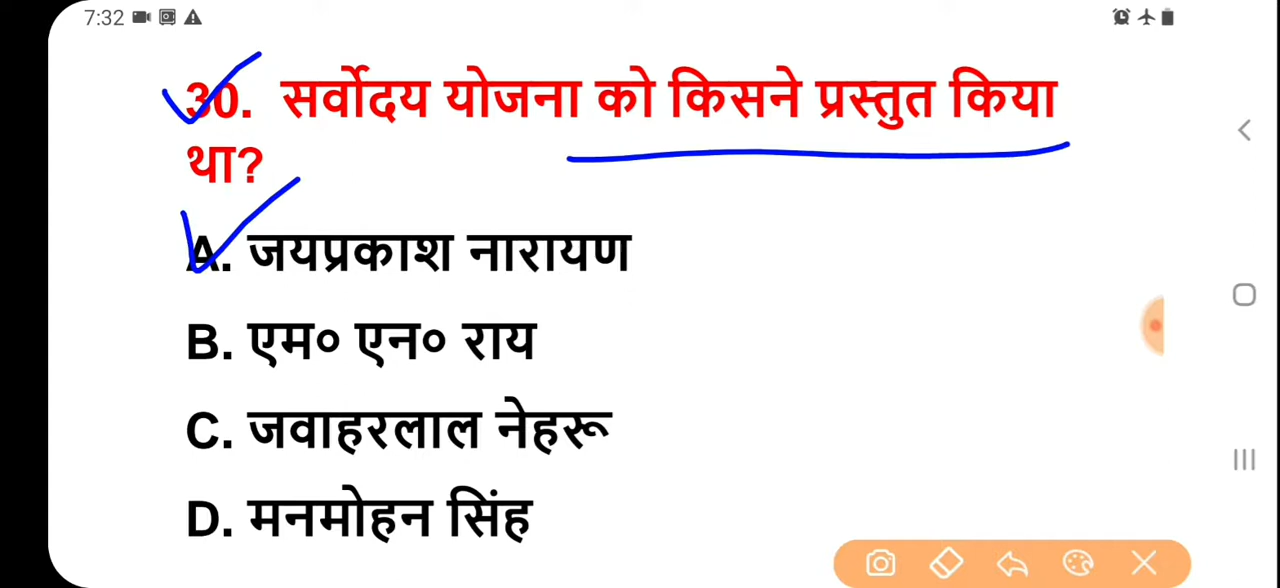 7:32
30. सर्वोदय योजना को किसने प्रस्तुत किया
था?
A. जयप्रकाश नारायण
B. एम० एन० राय
C. जवाहरलाल नेहरू
D. मनमोहन सिंह